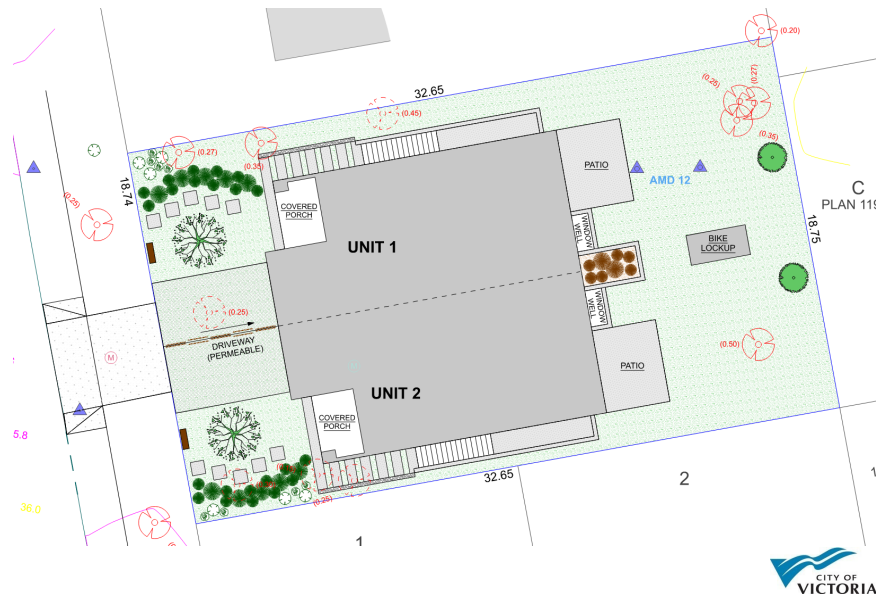 (0.20)
32.65
(0.25)
(0.27)
(0.45)
(0.35)
(0.27)
(0.35)
PATIO
AMD 12
C
PLAN 119
18.74
(0.25)
COVERED
PORCH
UNIT 1
WINDOW
WELL
BIKE
LOCKUP
18.75
(0.25)
DRIVEWAY
(PERMEABLE)
WINDOW
WELL
(0.50)
M
PATIO
UNIT 2
COVERED
PORCH
5.8
32.65
2
1
36.0
(0.25)
1
CITY OF
VICTORIA